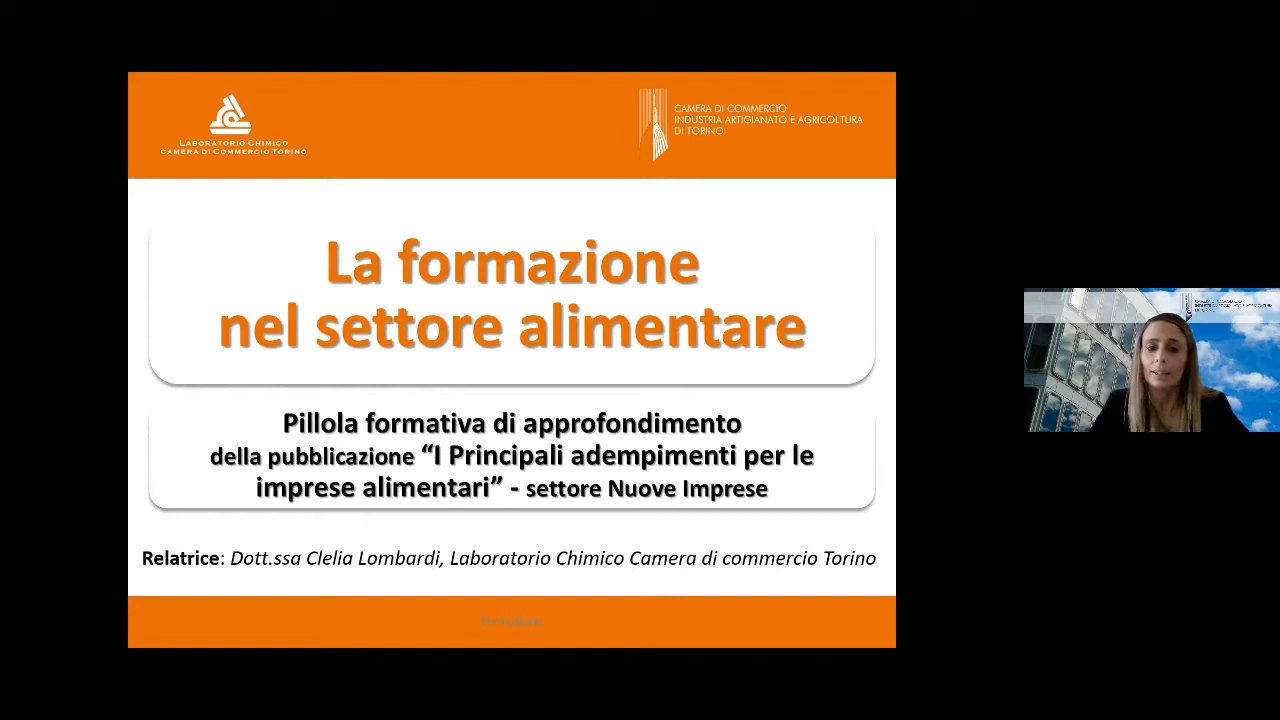 LABORATORIO CHIMICO
CAMERA DI COMMERCIO TORINO
CAMERA DI COMMERCIO
INDUSTRIA ARTIGIANATO E AGRICOLTURA
DI TORINO
La formazione
nel settore alimentare
Pillola formativa di approfondimento
della pubblicazione “I Principali adempimenti per le
imprese alimentari” - settore Nuove Imprese
Relatrice: Dott.ssa Clelia Lombardi, Laboratorio Chimico Camera di commercio Torino